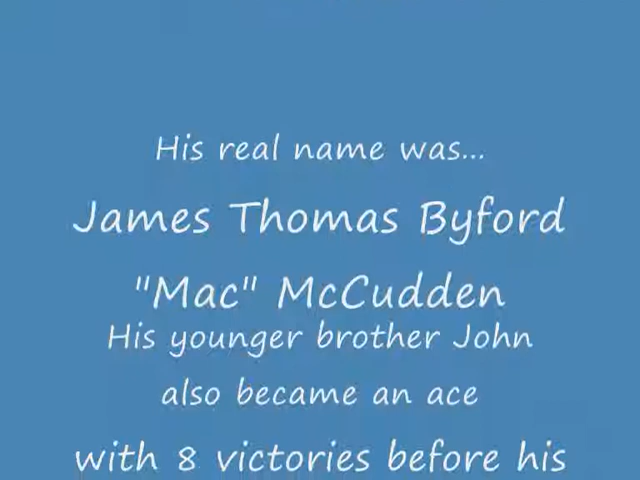 His real name was...
James Thomas Byford
"Mac" McCudden
His younger brother John
also became an ace
with 8 victories before his